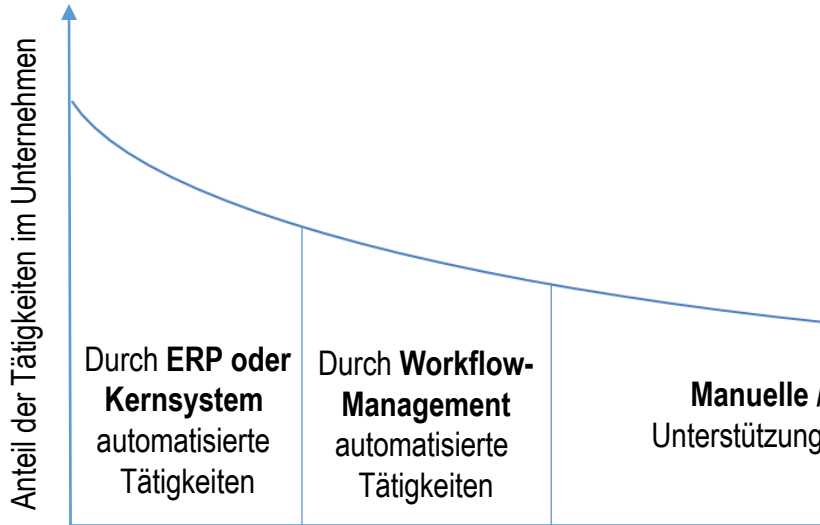 Anteil der Tätigkeiten im Unternehmen
Durch ERP oder
Kernsystem
automatisierte
Tätigkeiten
Durch Workflow-
Management
automatisierte
Tätigkeiten
Manuelle
Unterstützung